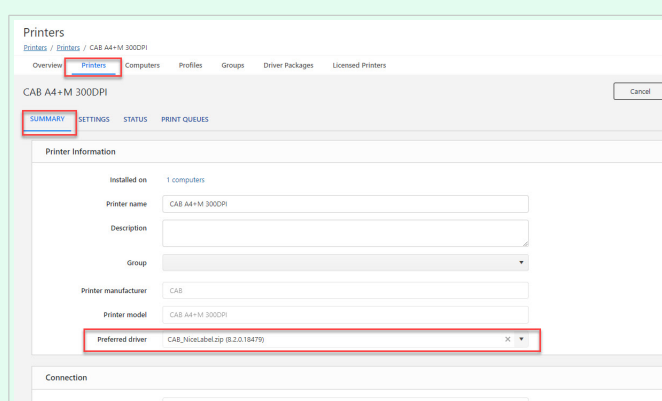 Printers
Printers / Printers / CAB A4+M 300DPI
Overview Printers Computers Profiles Groups Driver Packages Licensed Printers
CAB A4+M 300DPI Cancel
SUMMARY SETTINGS STATUS PRINT QUEUES
Printer Information
Installed on 1 computers
Printer name CAB A4+M 300DPI
Description
Group
Printer manufacturer CAB
Printer model CAB A4+M 300DPI
Preferred driver CAB_NiceLabel.zip (8.2.0.18479)
Connection